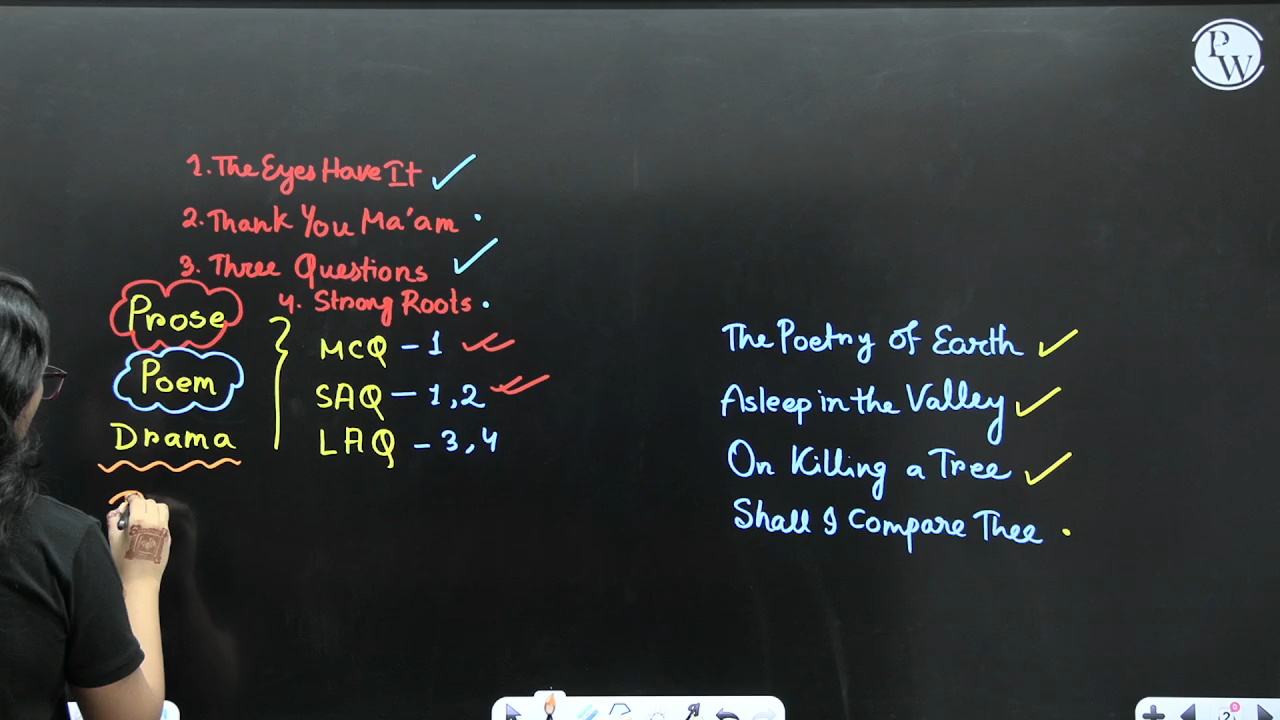 PW
1. The Eyes Have It
2. Thank You Ma'am
3. Three Questions
4. Strong Roots
Prose
Poem
Drama
MCQ - 1
SAQ - 1, 2
LAQ - 3, 4
The Poetry of Earth
Asleep in the Valley
On Killing a Tree
Shall I Compare Thee
2